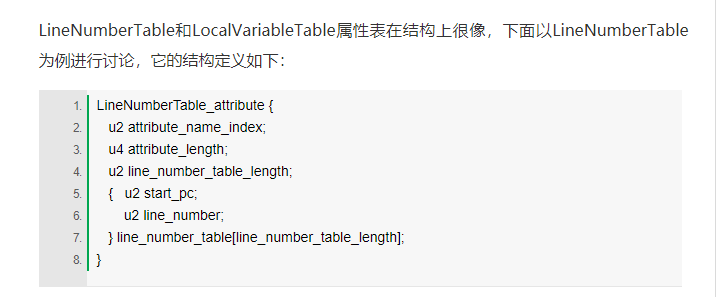 LineNumberTable和LocalVariableTable属性表在结构上很像，下面以LineNumberTable
为例进行讨论，它的结构定义如下：
1. LineNumberTable_attribute {
2. u2 attribute_name_index;
3. u4 attribute_length;
4. u2 line_number_table_length;
5. { u2 start_pc;
6. u2 line_number;
7. } line_number_table[line_number_table_length];
8. }